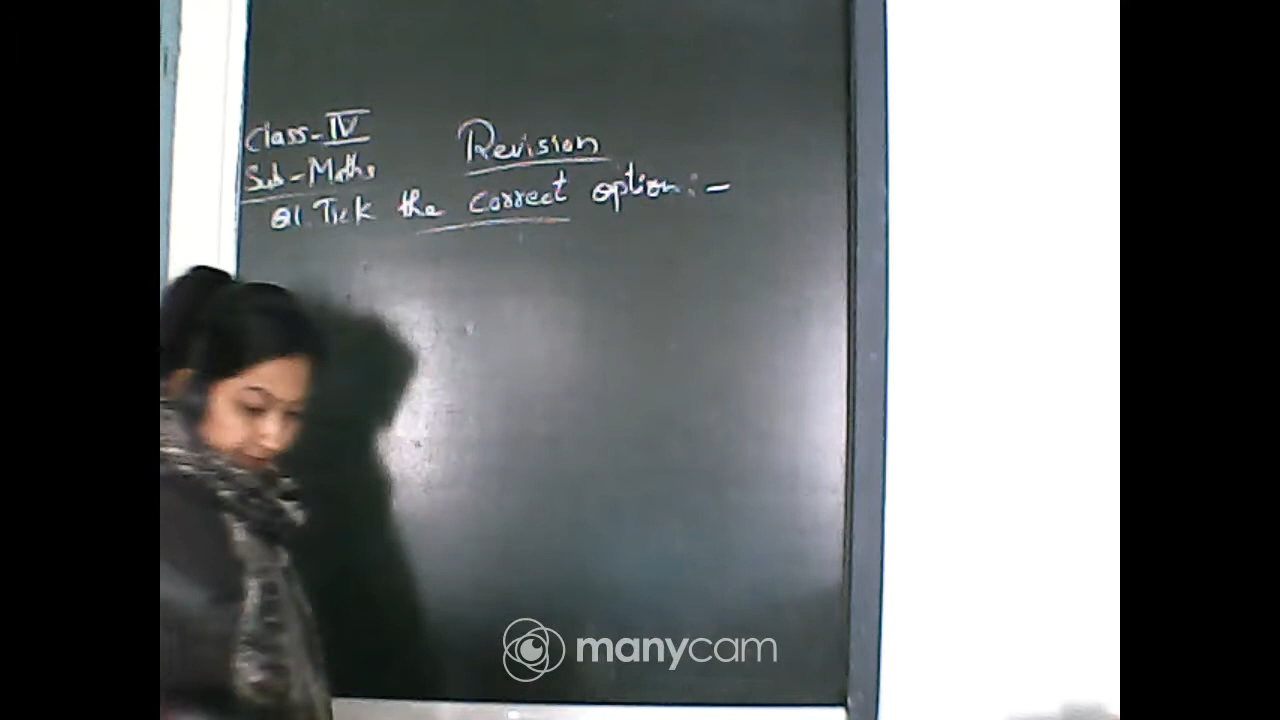 Class-IV
Revision
Sub-Maths
Q1. Tick the correct option:-
manycam